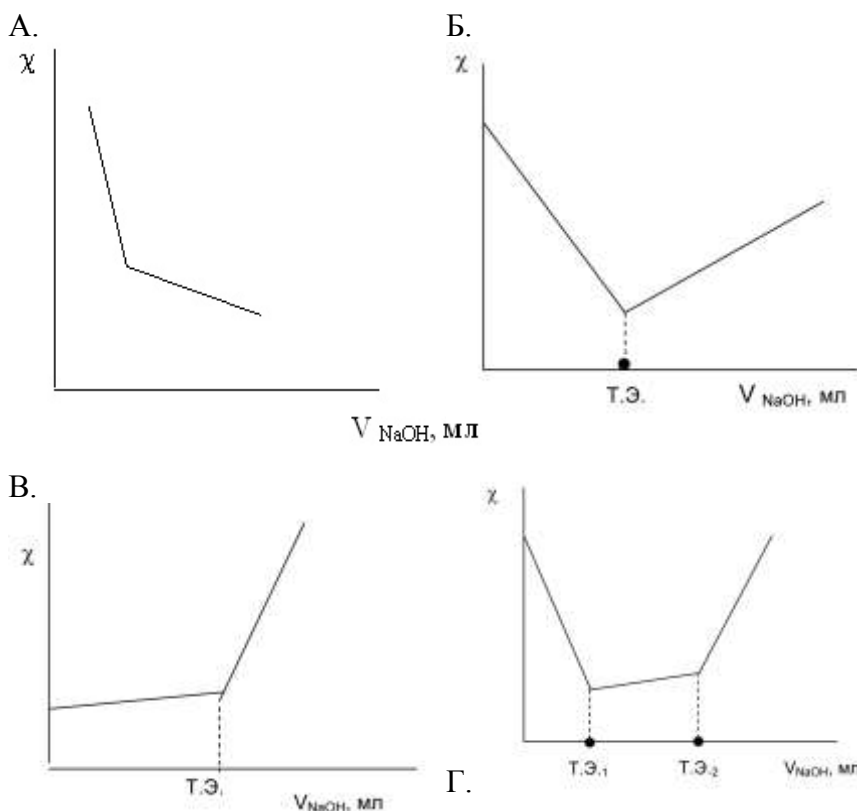 А.
χ
V NaOH, мл
Б.
χ
Т.Э.
V NaOH, мл
В.
χ
Т.Э.
V NaOH, мл
Г.
χ
Т.Э.1
Т.Э.2
V NaOH, мл